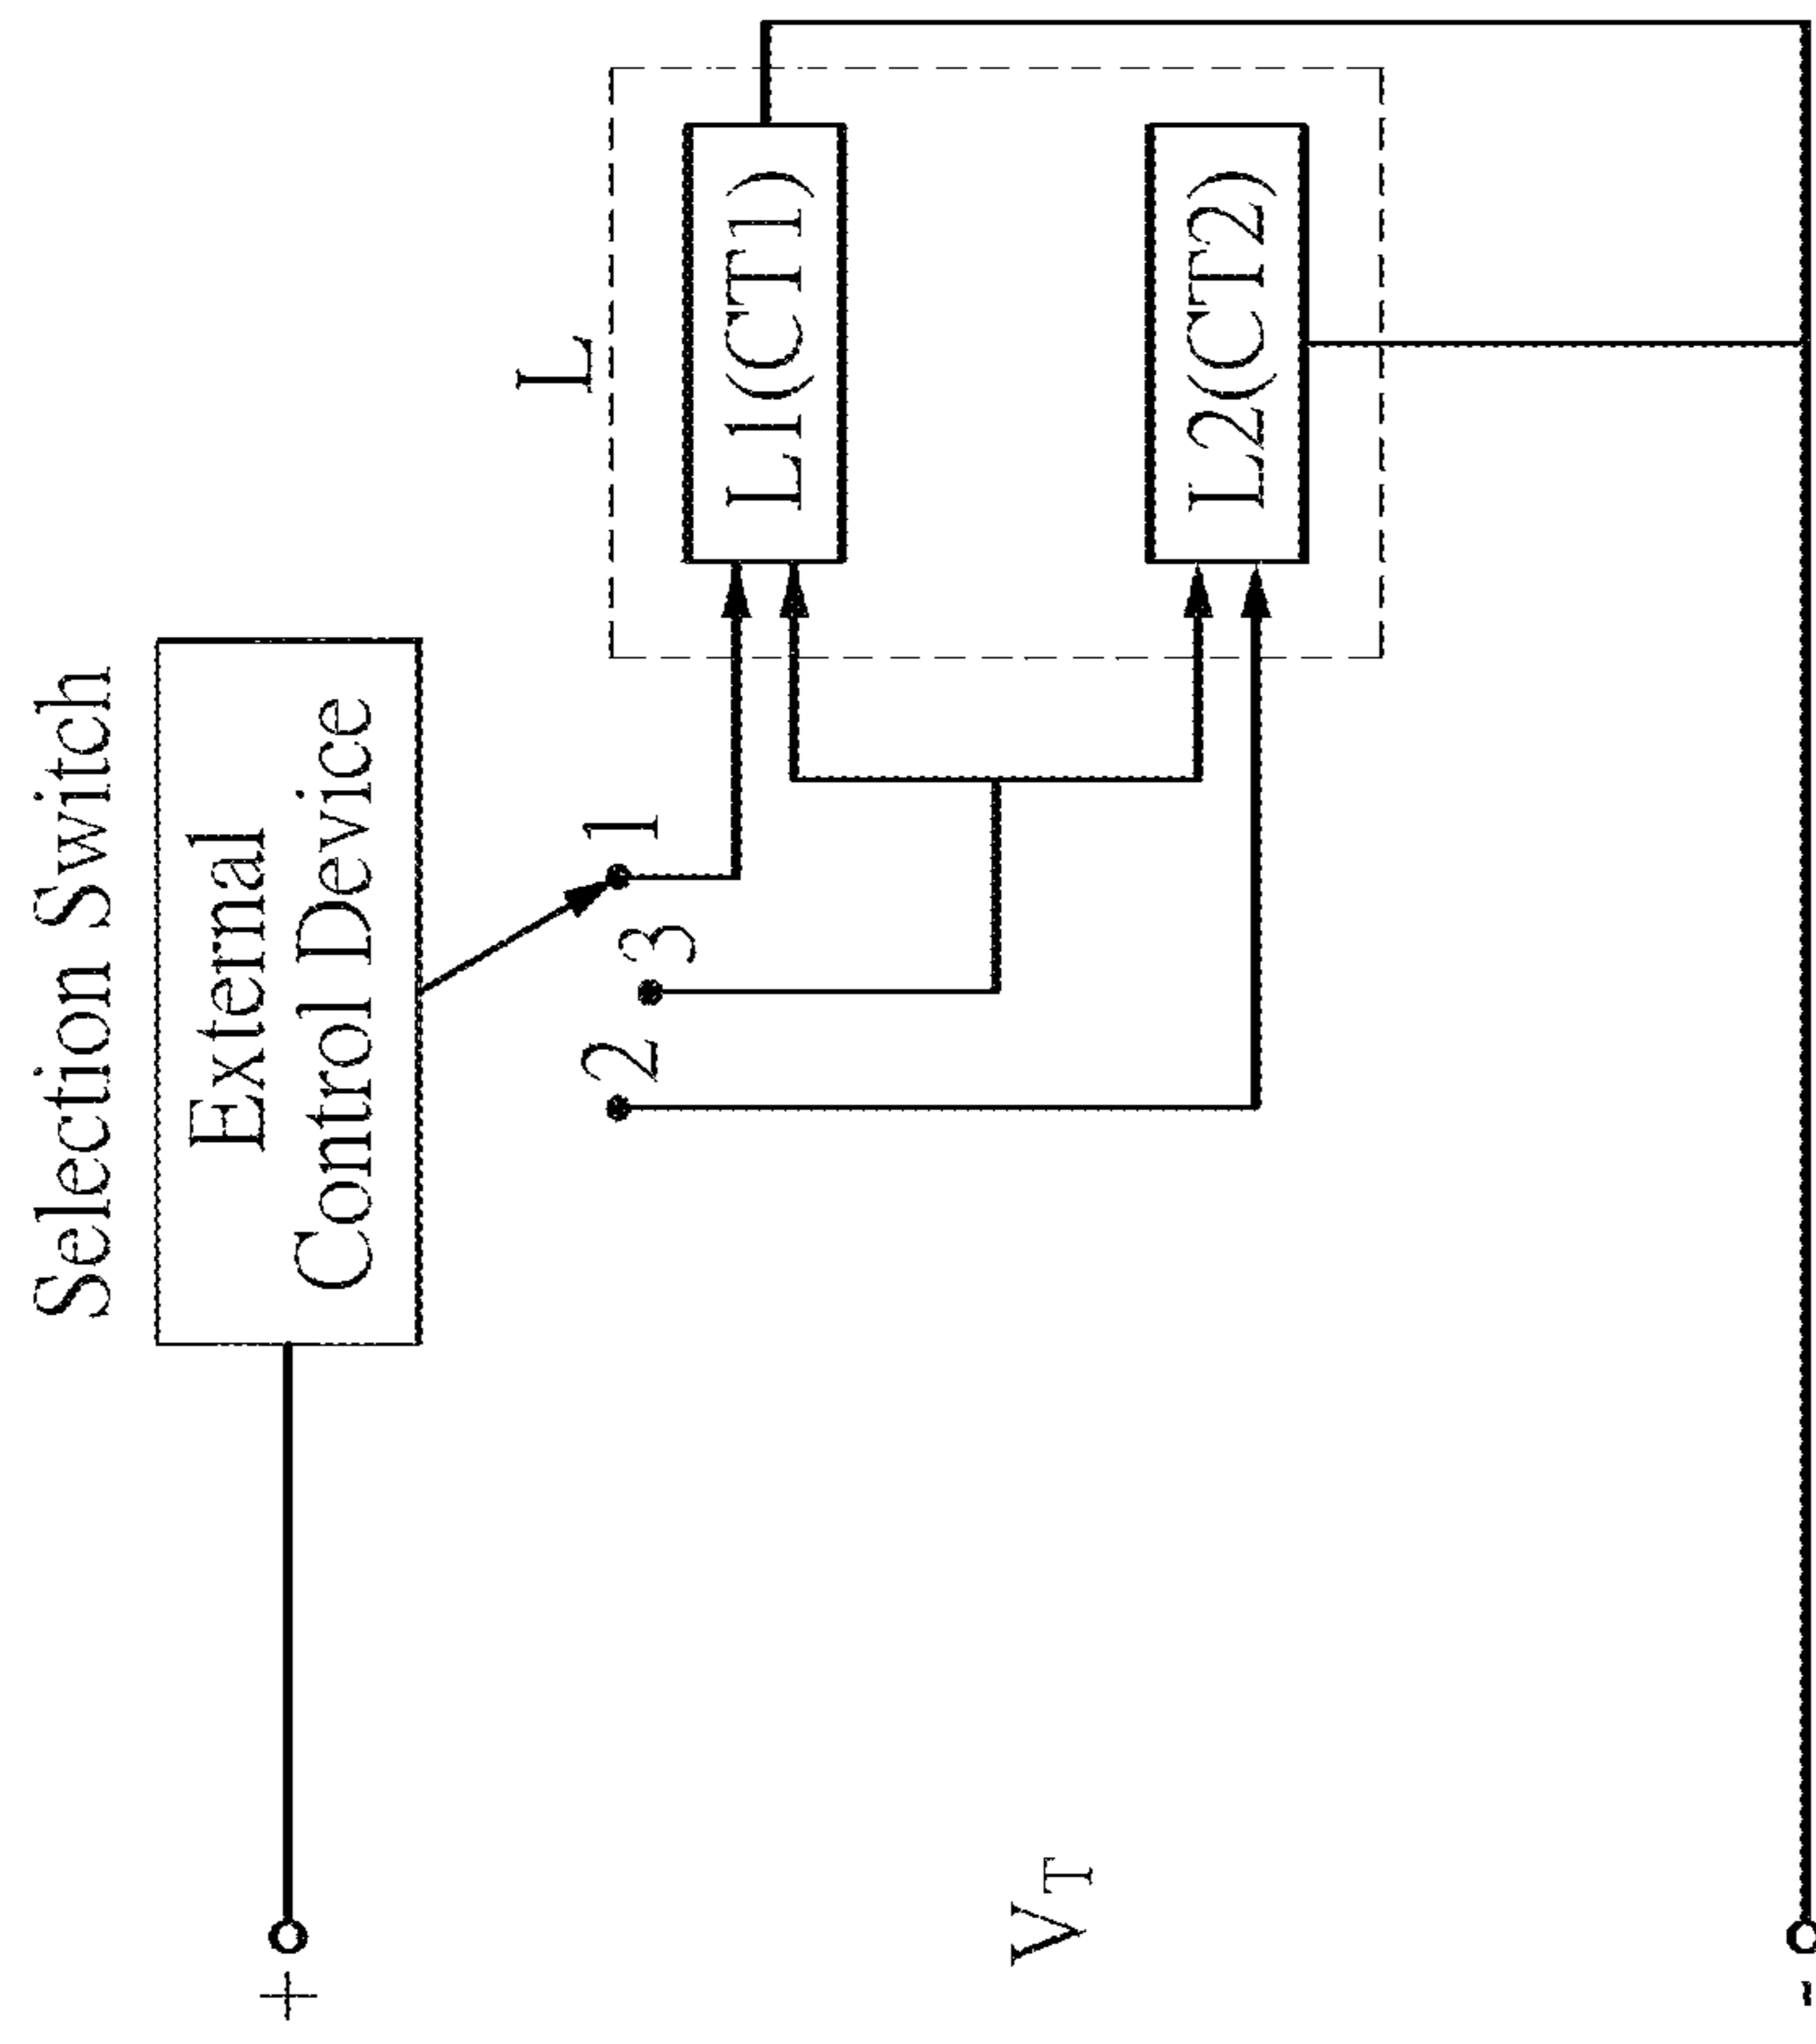 Selection Switch
External
Control Device
L
1
3
2
L1(CT1)
L2(CT2)
+
VT
-